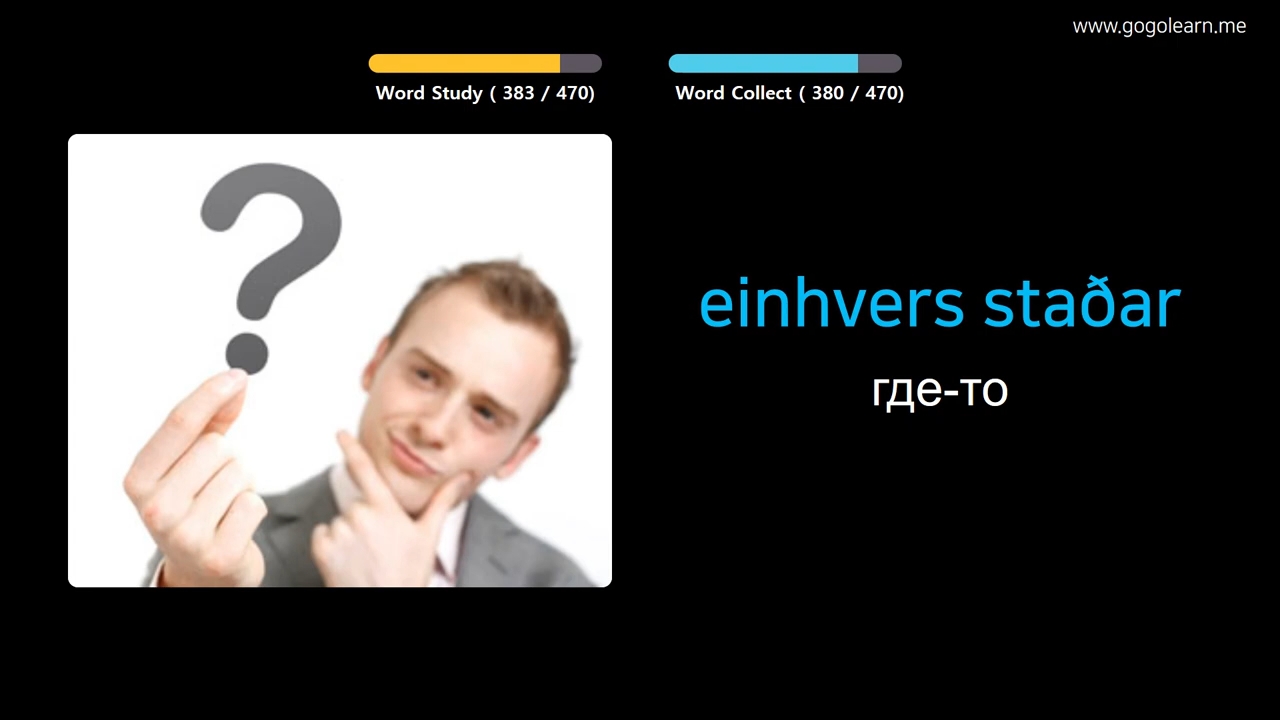 www.gogolearn.me
Word Study ( 383 / 470)
Word Collect ( 380 / 470)
?
einhvers staðar
где-то